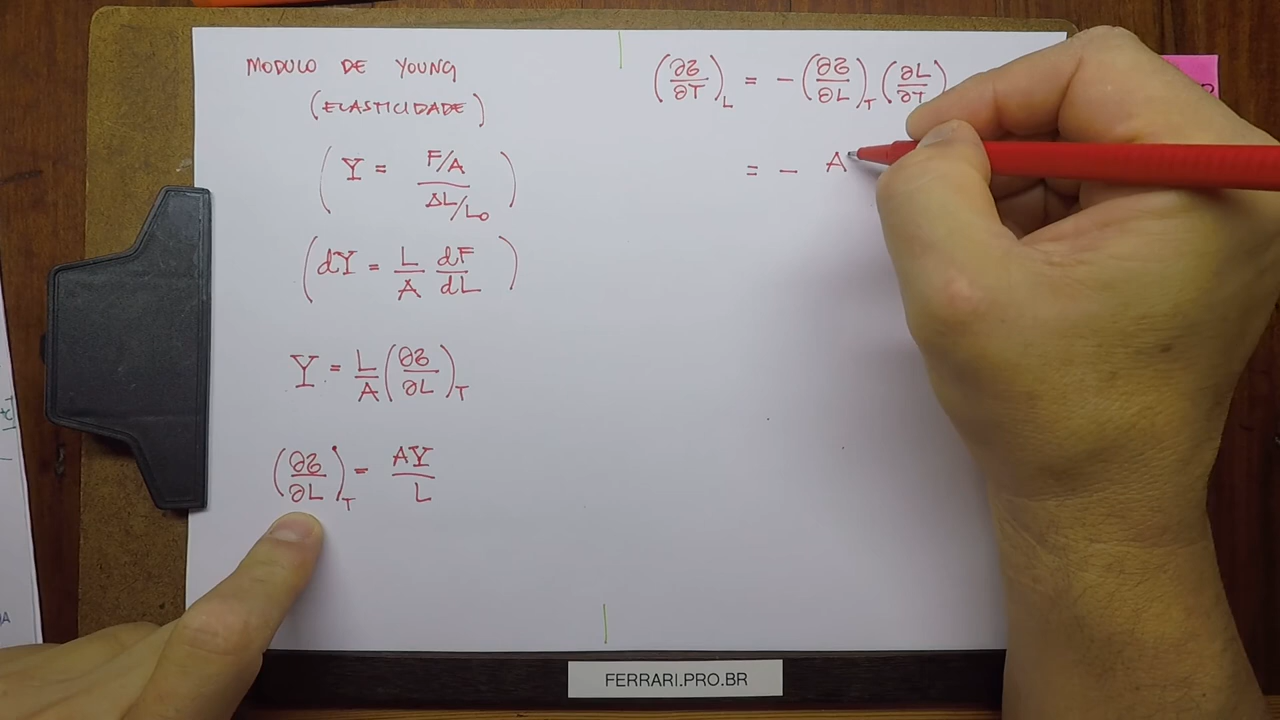 MODULO DE YOUNG
(ELASTICIDADE)
(Y = F/A / ΔL/L₀)
(dY = L/A dF/dL)
Y = L/A (∂ℨ/∂L)_T
(∂ℨ/∂L)_T = AY/L
(∂ℨ/∂T)_L = -(∂ℨ/∂L)_T (∂L/∂T)
= - A
FERRARI.PRO.BR